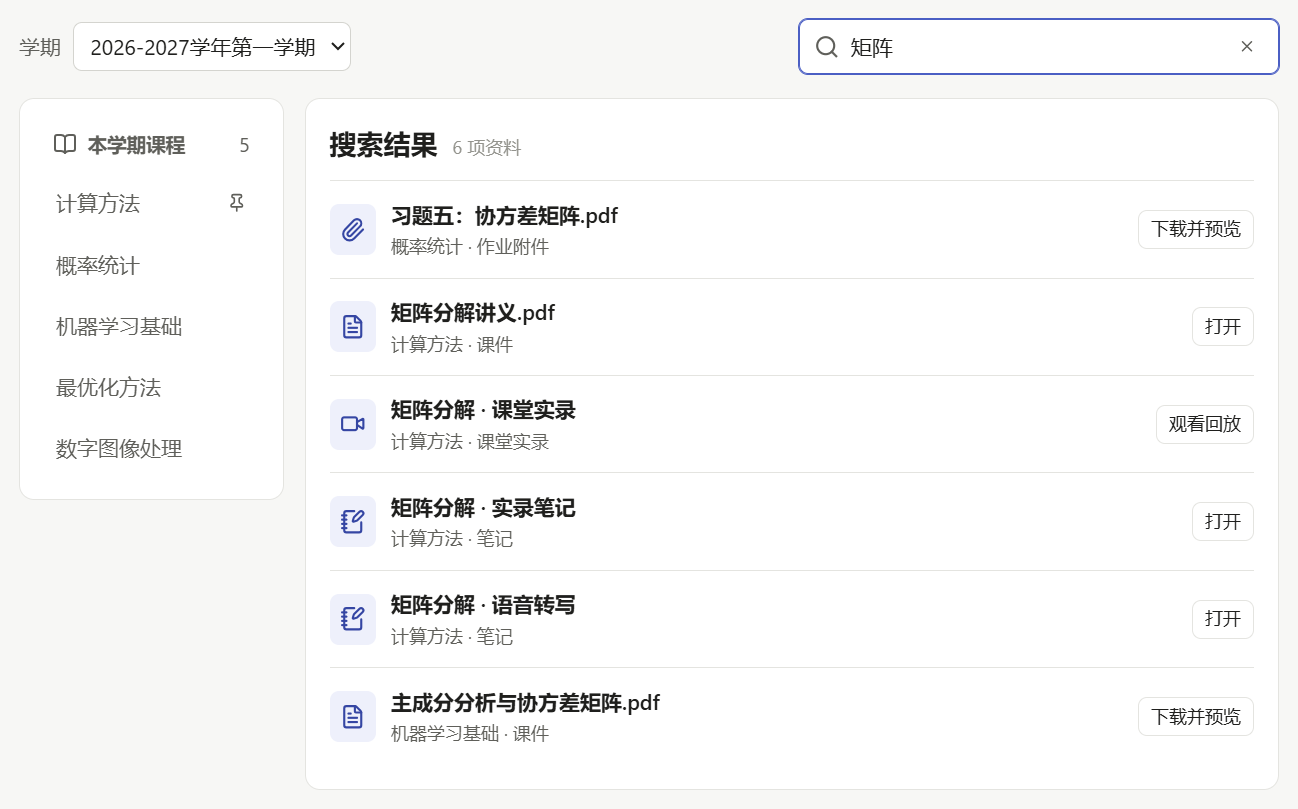 学期 2026-2027学年第一学期
矩阵
本学期课程 5
计算方法
概率统计
机器学习基础
最优化方法
数字图像处理
搜索结果 6 项资料
习题五：协方差矩阵.pdf
概率统计 · 作业附件
下载并预览
矩阵分解讲义.pdf
计算方法 · 课件
打开
矩阵分解 · 课堂实录
计算方法 · 课堂实录
观看回放
矩阵分解 · 实录笔记
计算方法 · 笔记
打开
矩阵分解 · 语音转写
计算方法 · 笔记
打开
主成分分析与协方差矩阵.pdf
机器学习基础 · 课件
下载并预览